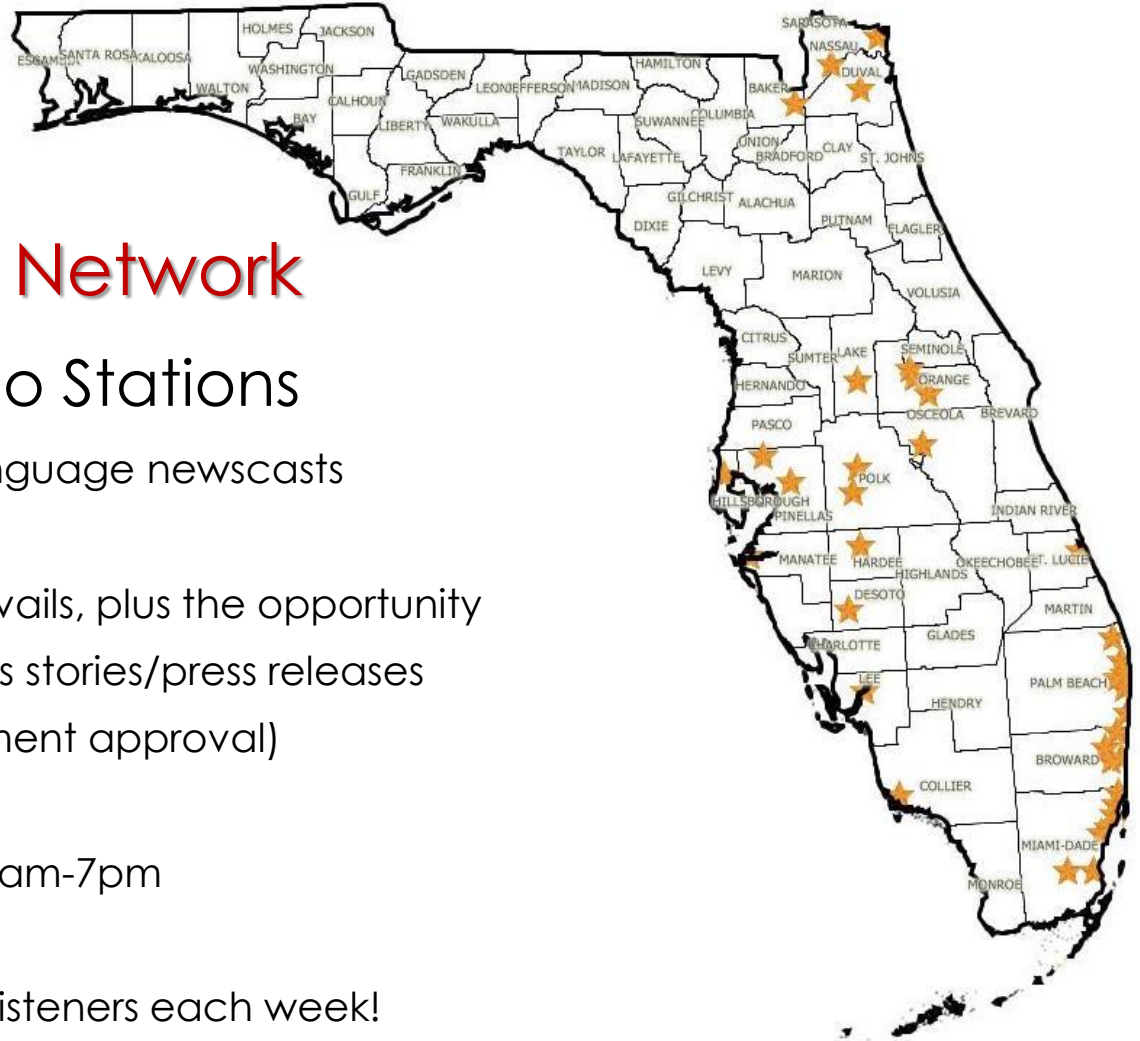 SARASOTA
HOLMES
JACKSON
NASSAU
SANTA ROSA
KALOOSA
HAMILTON
WASHINGTON
DUVAL
GADSDEN
WALTON
LEON
JEFFERSON
MADISON
BAKER
CALHOUN
COLUMBIA
BAY
LIBERTY
WAKULLA
SUWANNEE
UNION
CLAY
TAYLOR
LAFAYETTE
BRADFORD
ST. JOHNS
FRANKLIN
GULF
GILCHRIST
ALACHUA
DIXIE
PUTNAM
FLAGLER
Network
LEVY
MARION
VOLUSIA
CITRUS
SUMTER
LAKE
SEMINOLE
o Stations
HERNANDO
ORANGE
OSCEOLA
BREVARD
PASCO
nguage newscasts
POLK
HILLSBOROUGH
PINELLAS
INDIAN RIVER
MANATEE
HARDEE
HIGHLANDS
OKEECHOBEE
T. LUCIE
vails, plus the opportunity
DESOTO
MARTIN
GLADES
CHARLOTTE
s stories/press releases
LEE
PALM BEACH
HENDRY
nent approval)
BROWARD
COLLIER
MIAMI-DADE
am-7pm
MONROE
isteners each week!